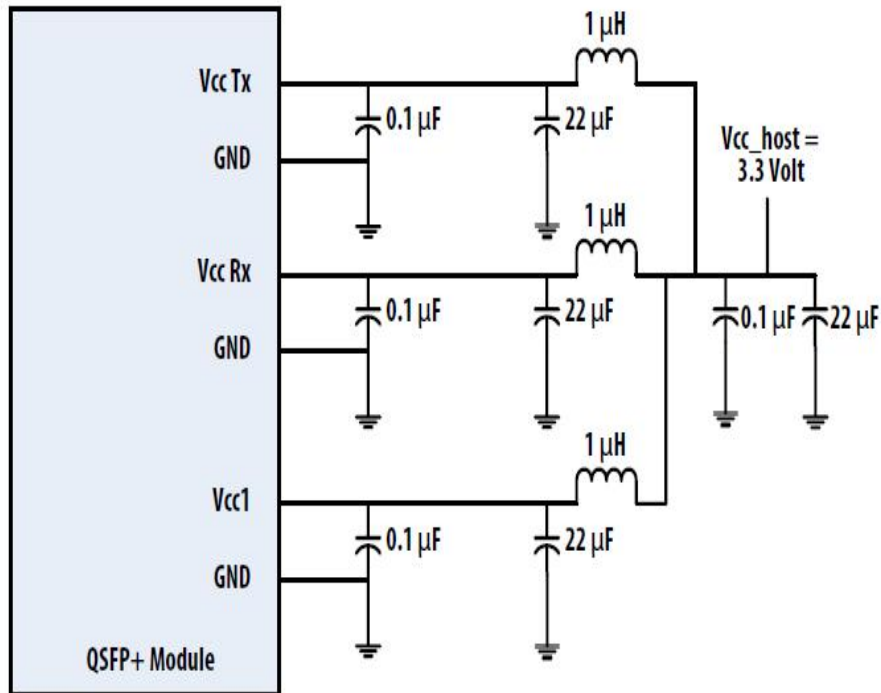 1 μH
Vcc Tx
0.1 μF
22 μF
Vcc_host =
3.3 Volt
GND
1 μH
Vcc Rx
0.1 μF
22 μF
0.1 μF
22 μF
GND
1 μH
Vcc1
0.1 μF
22 μF
GND
QSFP+ Module